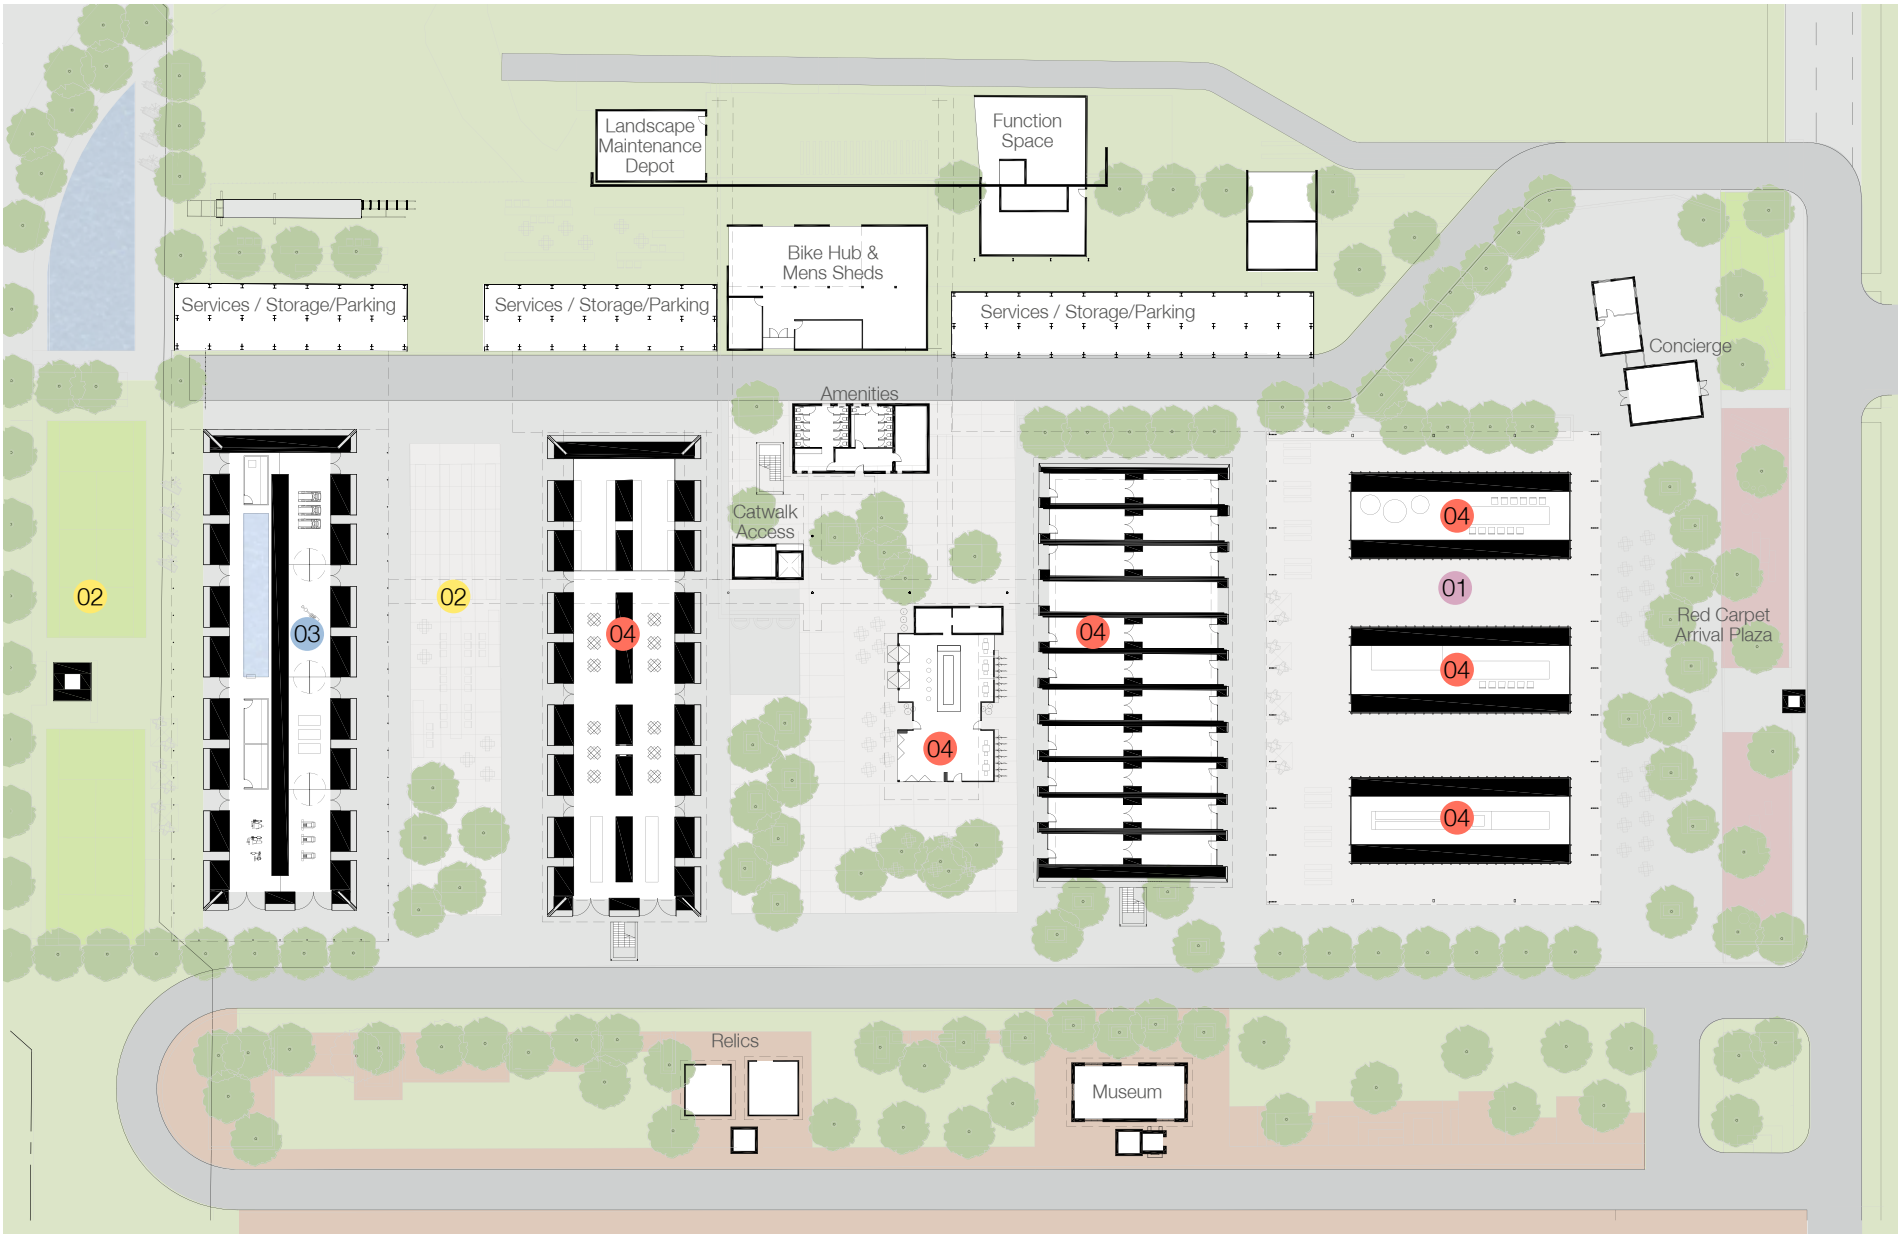 Landscape
Maintenance
Depot
Function
Space
Bike Hub &
Mens Sheds
Services / Storage/Parking
Services / Storage/Parking
Services / Storage/Parking
Concierge
Amenities
Catwalk
Access
04
01
02
02
03
04
04
04
04
04
Red Carpet
Arrival Plaza
Relics
Museum